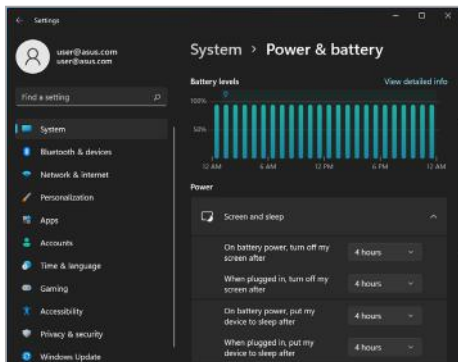 Settings
user@asus.com
user@asus.com
Find a setting
System
Bluetooth & devices
Network & internet
Personalization
Apps
Accounts
Time & language
Gaming
Accessibility
Privacy & security
Windows Update
System > Power & battery
Battery levels
View detailed info
100%
50%
12 AM 6 AM 12 PM 6 PM 12 AM
Power
Screen and sleep
On battery power, turn off my
screen after
4 hours
When plugged in, turn off my
screen after
4 hours
On battery power, put my
device to sleep after
4 hours
When plugged in, put my
device to sleep after
4 hours